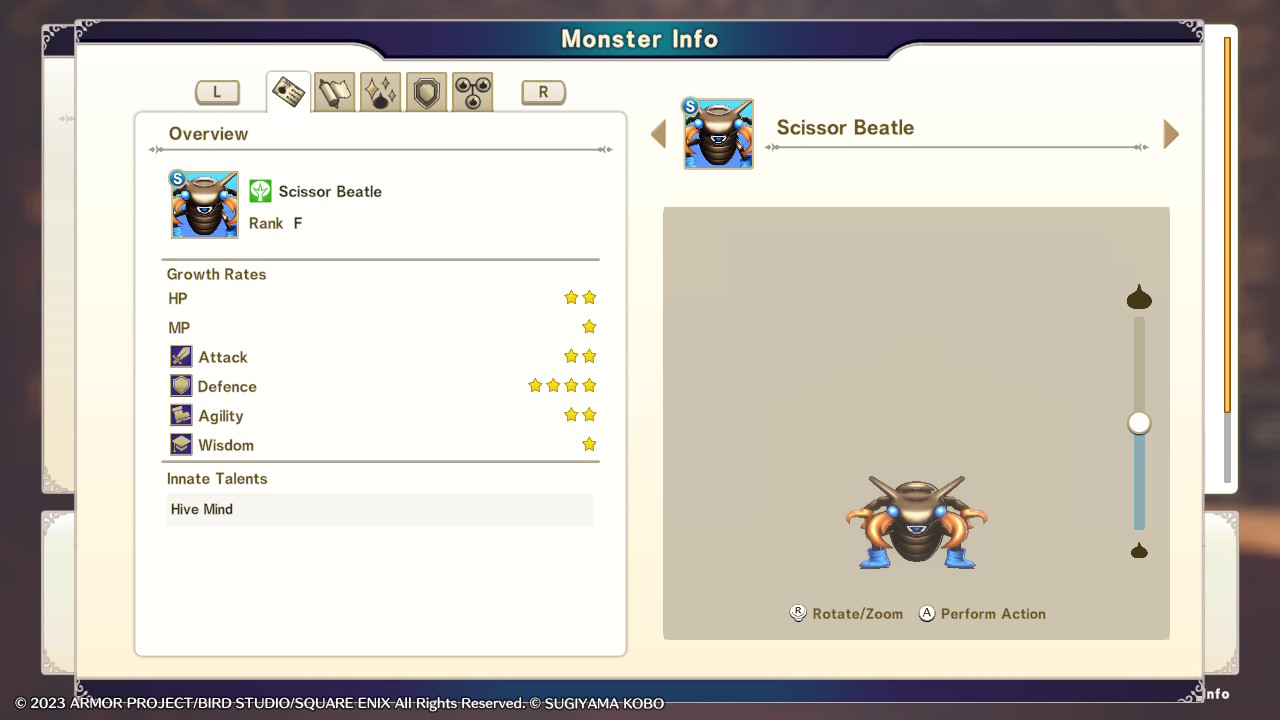 Monster Info
L
R
Overview
S
Scissor Beatle
Rank F
Growth Rates
HP
MP
Attack
Defence
Agility
Wisdom
Innate Talents
Hive Mind
S
Scissor Beatle
R Rotate/Zoom A Perform Action
Info
© 2023 ARMOR PROJECT/BIRD STUDIO/SQUARE ENIX All Rights Reserved. © SUGIYAMA KOBO